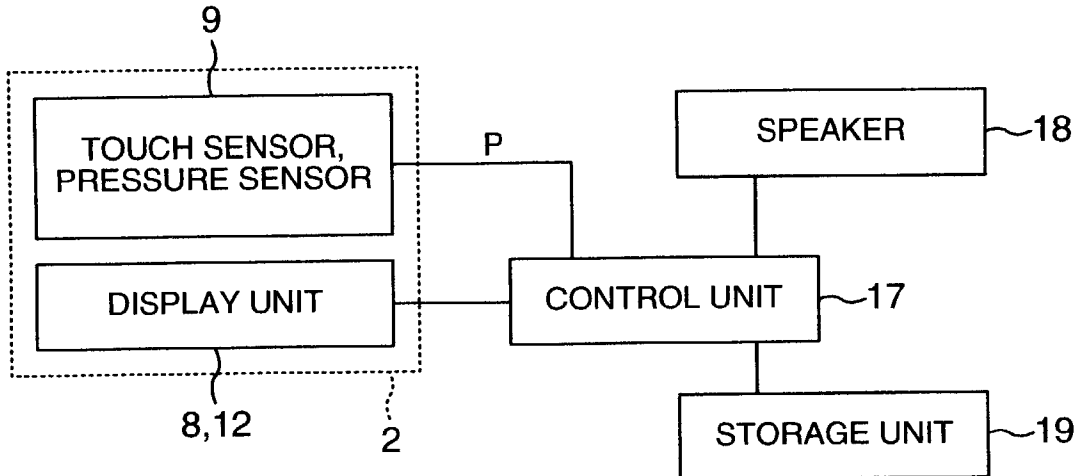 9
TOUCH SENSOR,
PRESSURE SENSOR
P
SPEAKER
18
DISPLAY UNIT
CONTROL UNIT
17
8,12
2
STORAGE UNIT
19